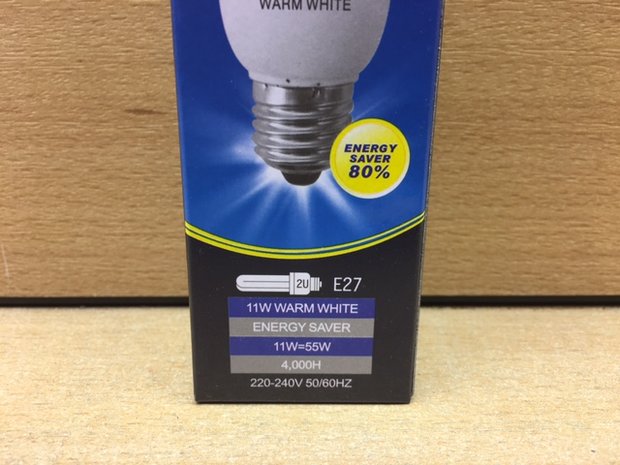 WARM WHITE
ENERGY
SAVER
80%
2U E27
11W WARM WHITE
ENERGY SAVER
11W=55W
4,000H
220-240V 50/60HZ